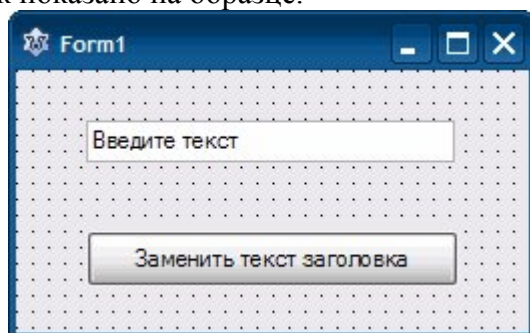 к показано на образце.
Form1
Введите текст
Заменить текст заголовка